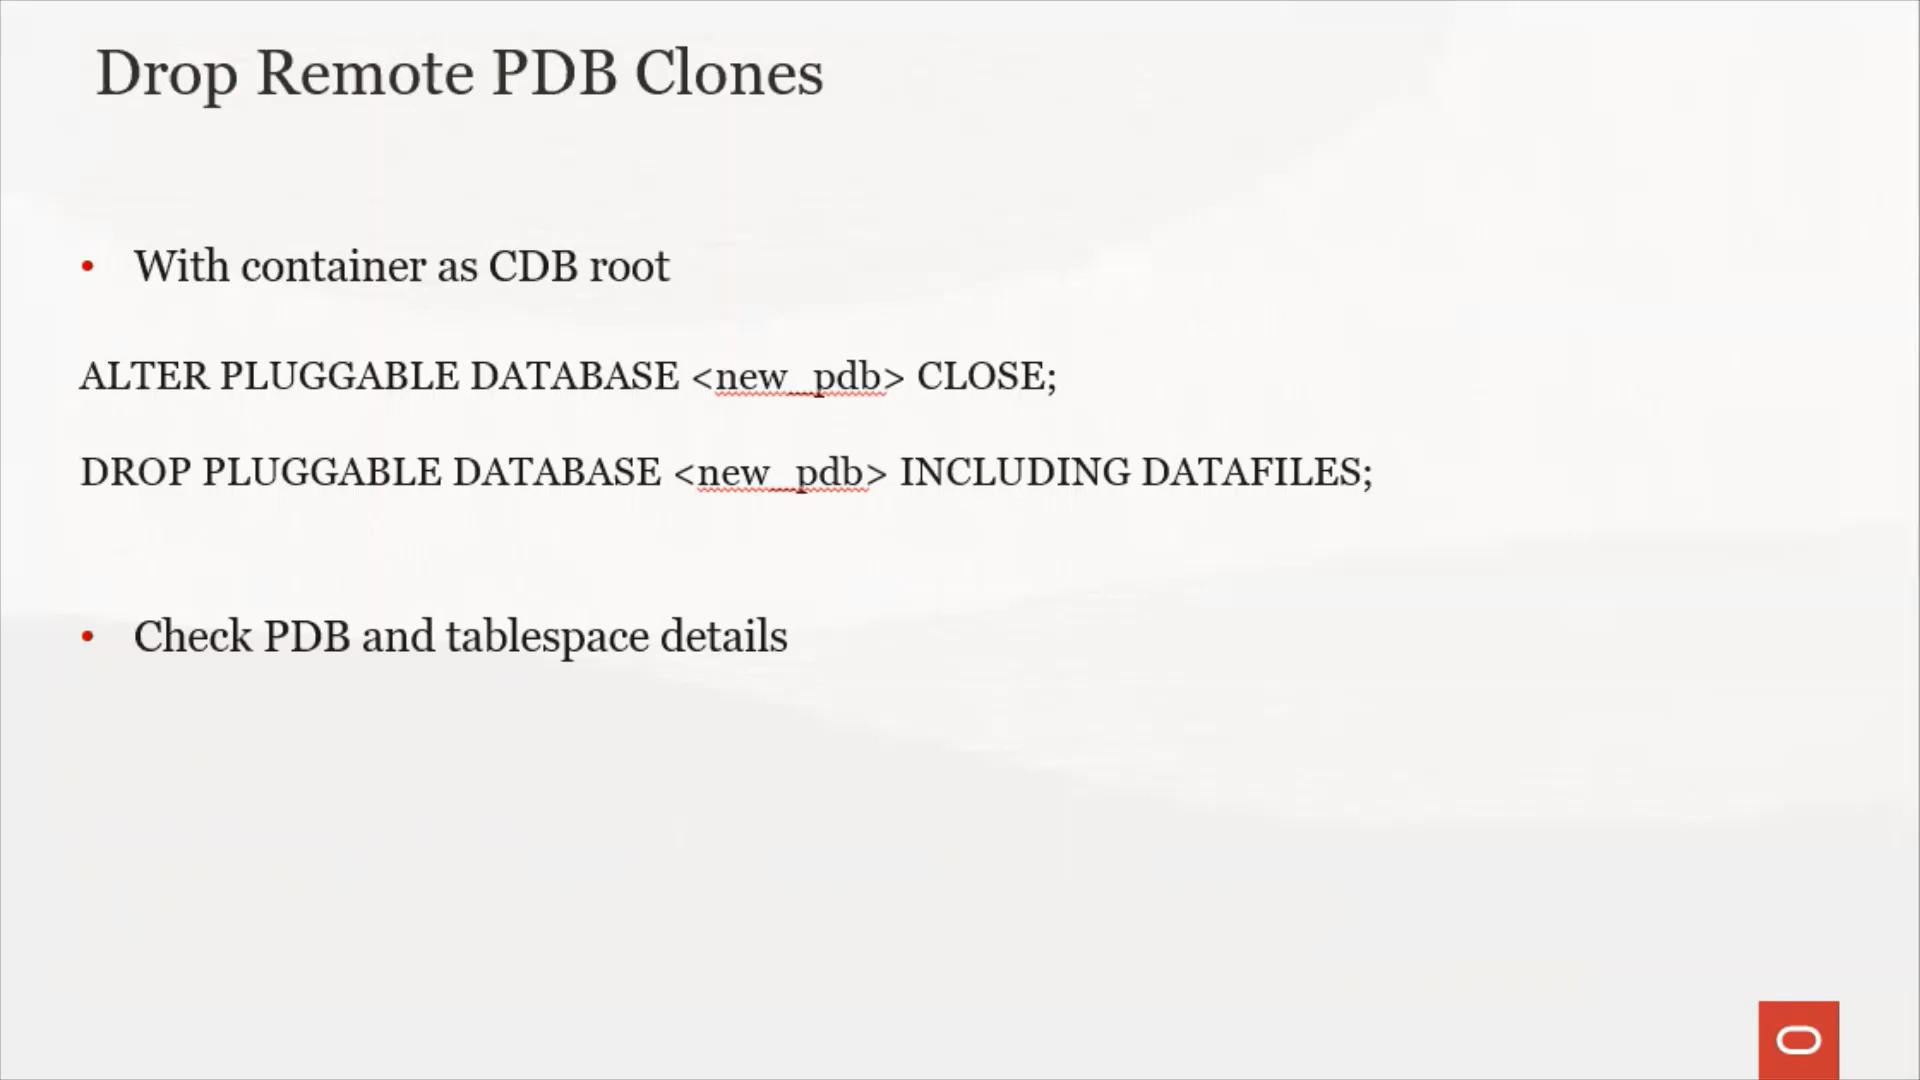 Drop Remote PDB Clones
• With container as CDB root
ALTER PLUGGABLE DATABASE <new_pdb> CLOSE;
DROP PLUGGABLE DATABASE <new_pdb> INCLUDING DATAFILES;
• Check PDB and tablespace details